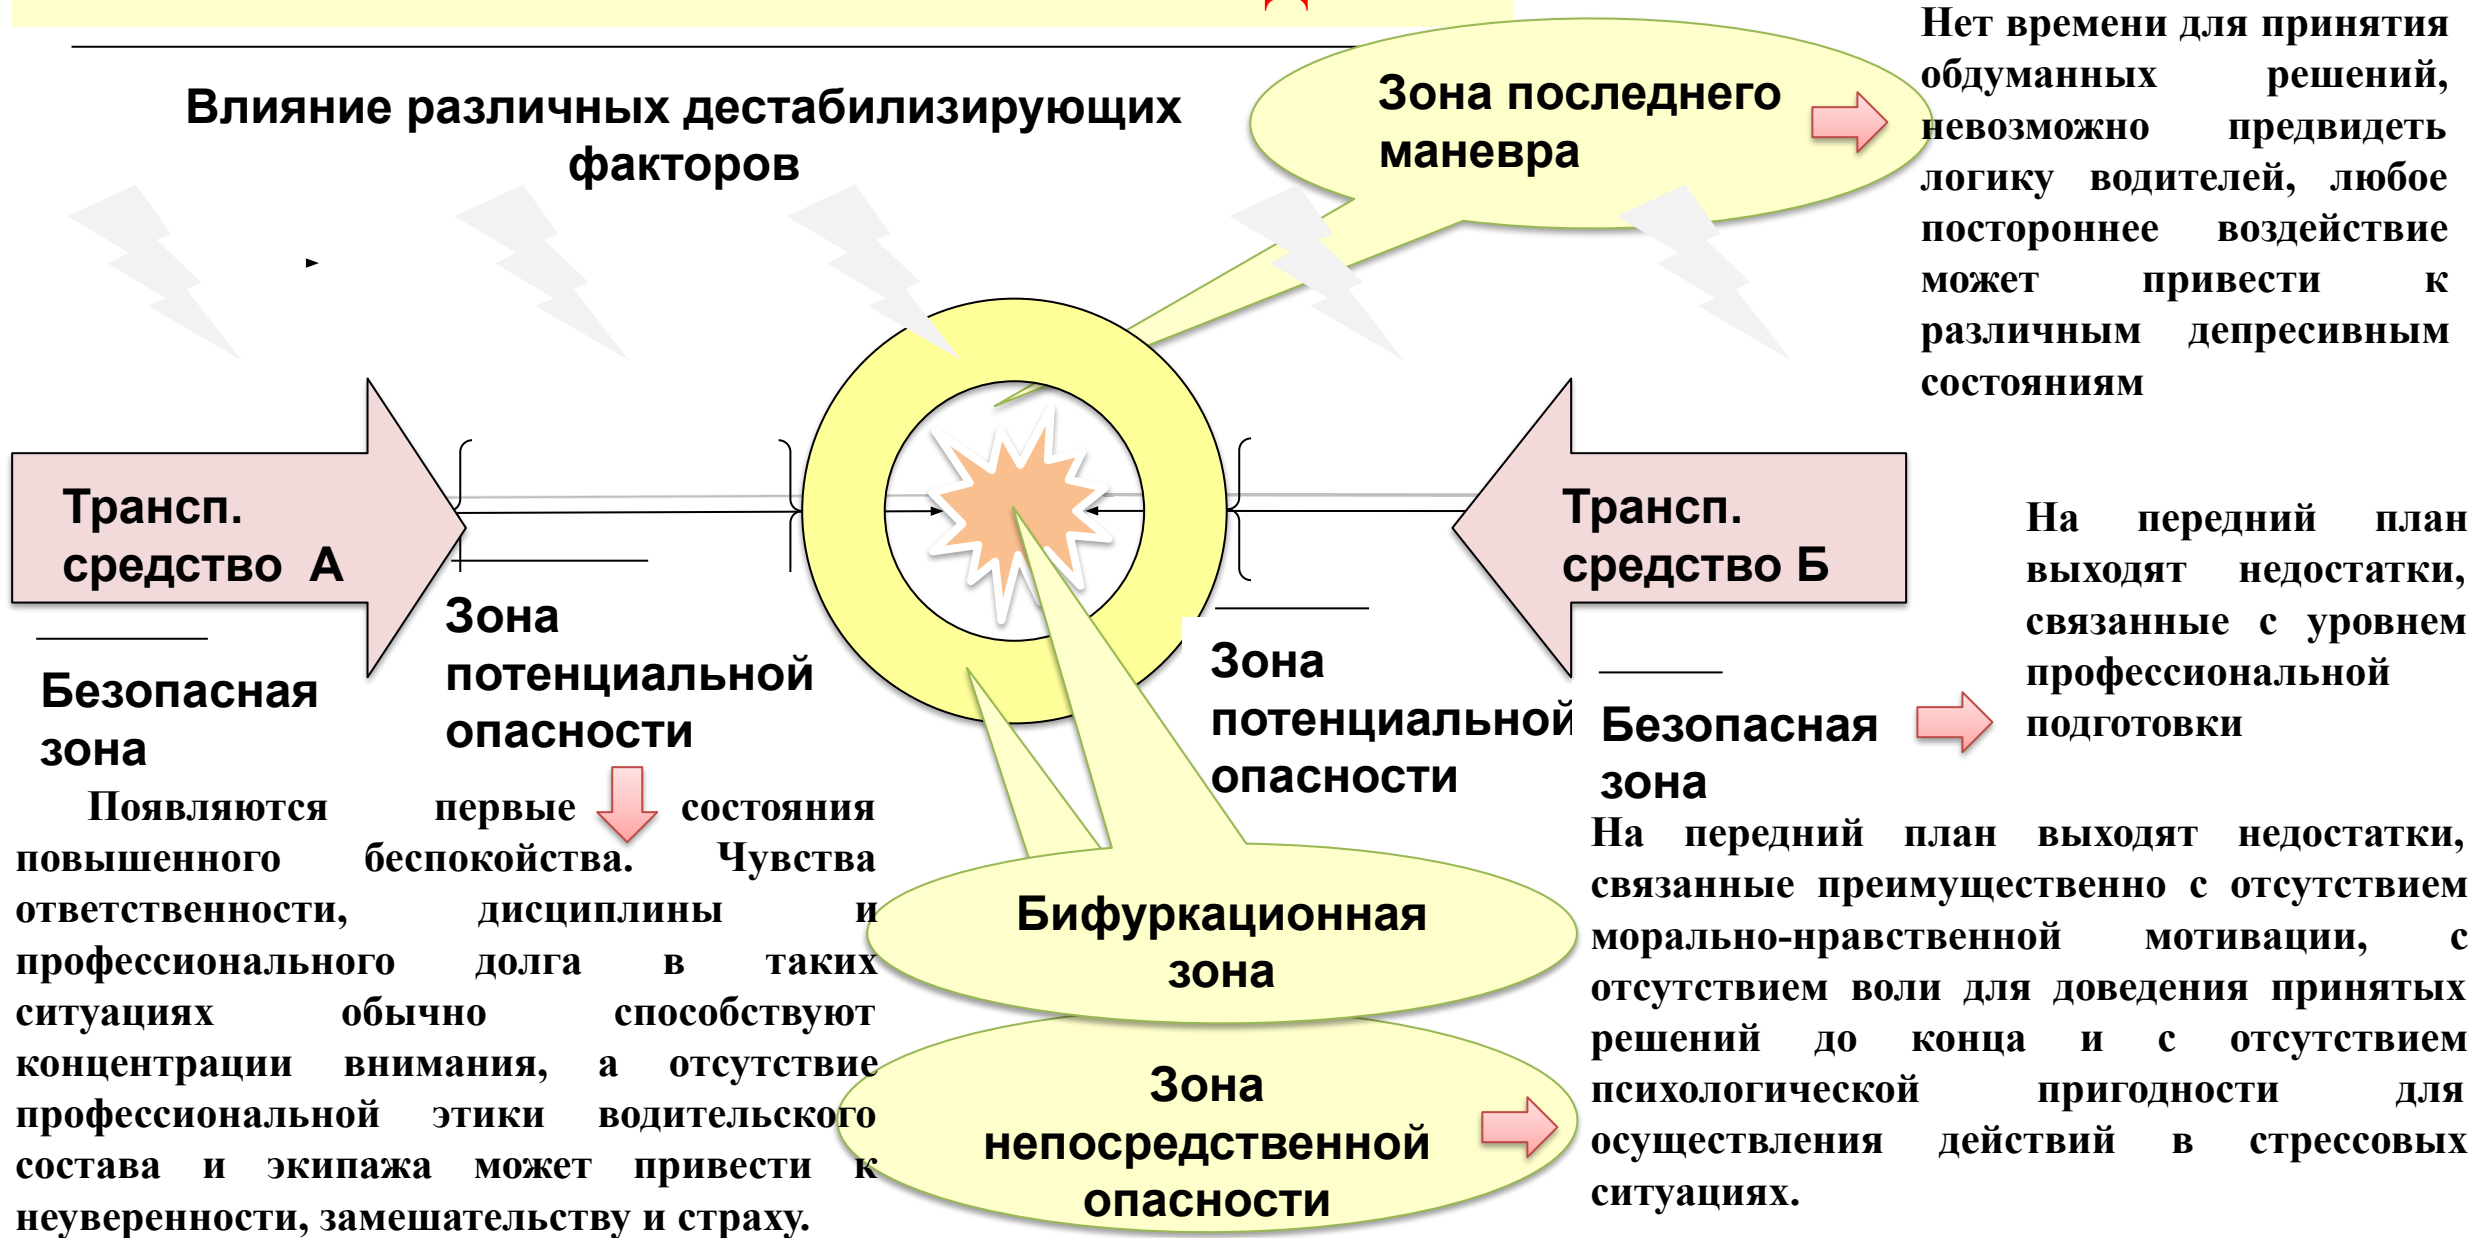 Влияние различных дестабилизирующих
факторов
Зона последнего
маневра
Нет времени для принятия
обдуманных решений,
невозможно предвидеть
логику водителей, любое
постороннее воздействие
может привести к
различным депресивным
состояниям
Трансп.
средство А
Трансп.
средство Б
На передний план
выходят недостатки,
связанные с уровнем
профессиональной
подготовки
Безопасная
зона
Зона
потенциальной
опасности
Зона
потенциальной
опасности
Безопасная
зона
Появляются первые состояния
повышенного беспокойства. Чувства
ответственности, дисциплины и
профессионального долга в таких
ситуациях обычно способствуют
концентрации внимания, а отсутствие
профессиональной этики водительского
состава и экипажа может привести к
неуверенности, замешательству и страху.
Бифуркационная
зона
Зона
непосредственной
опасности
На передний план выходят недостатки,
связанные преимущественно с отсутствием
морально-нравственной мотивации, с
отсутствием воли для доведения принятых
решений до конца и с отсутствием
психологической пригодности для
осуществления действий в стрессовых
ситуациях.